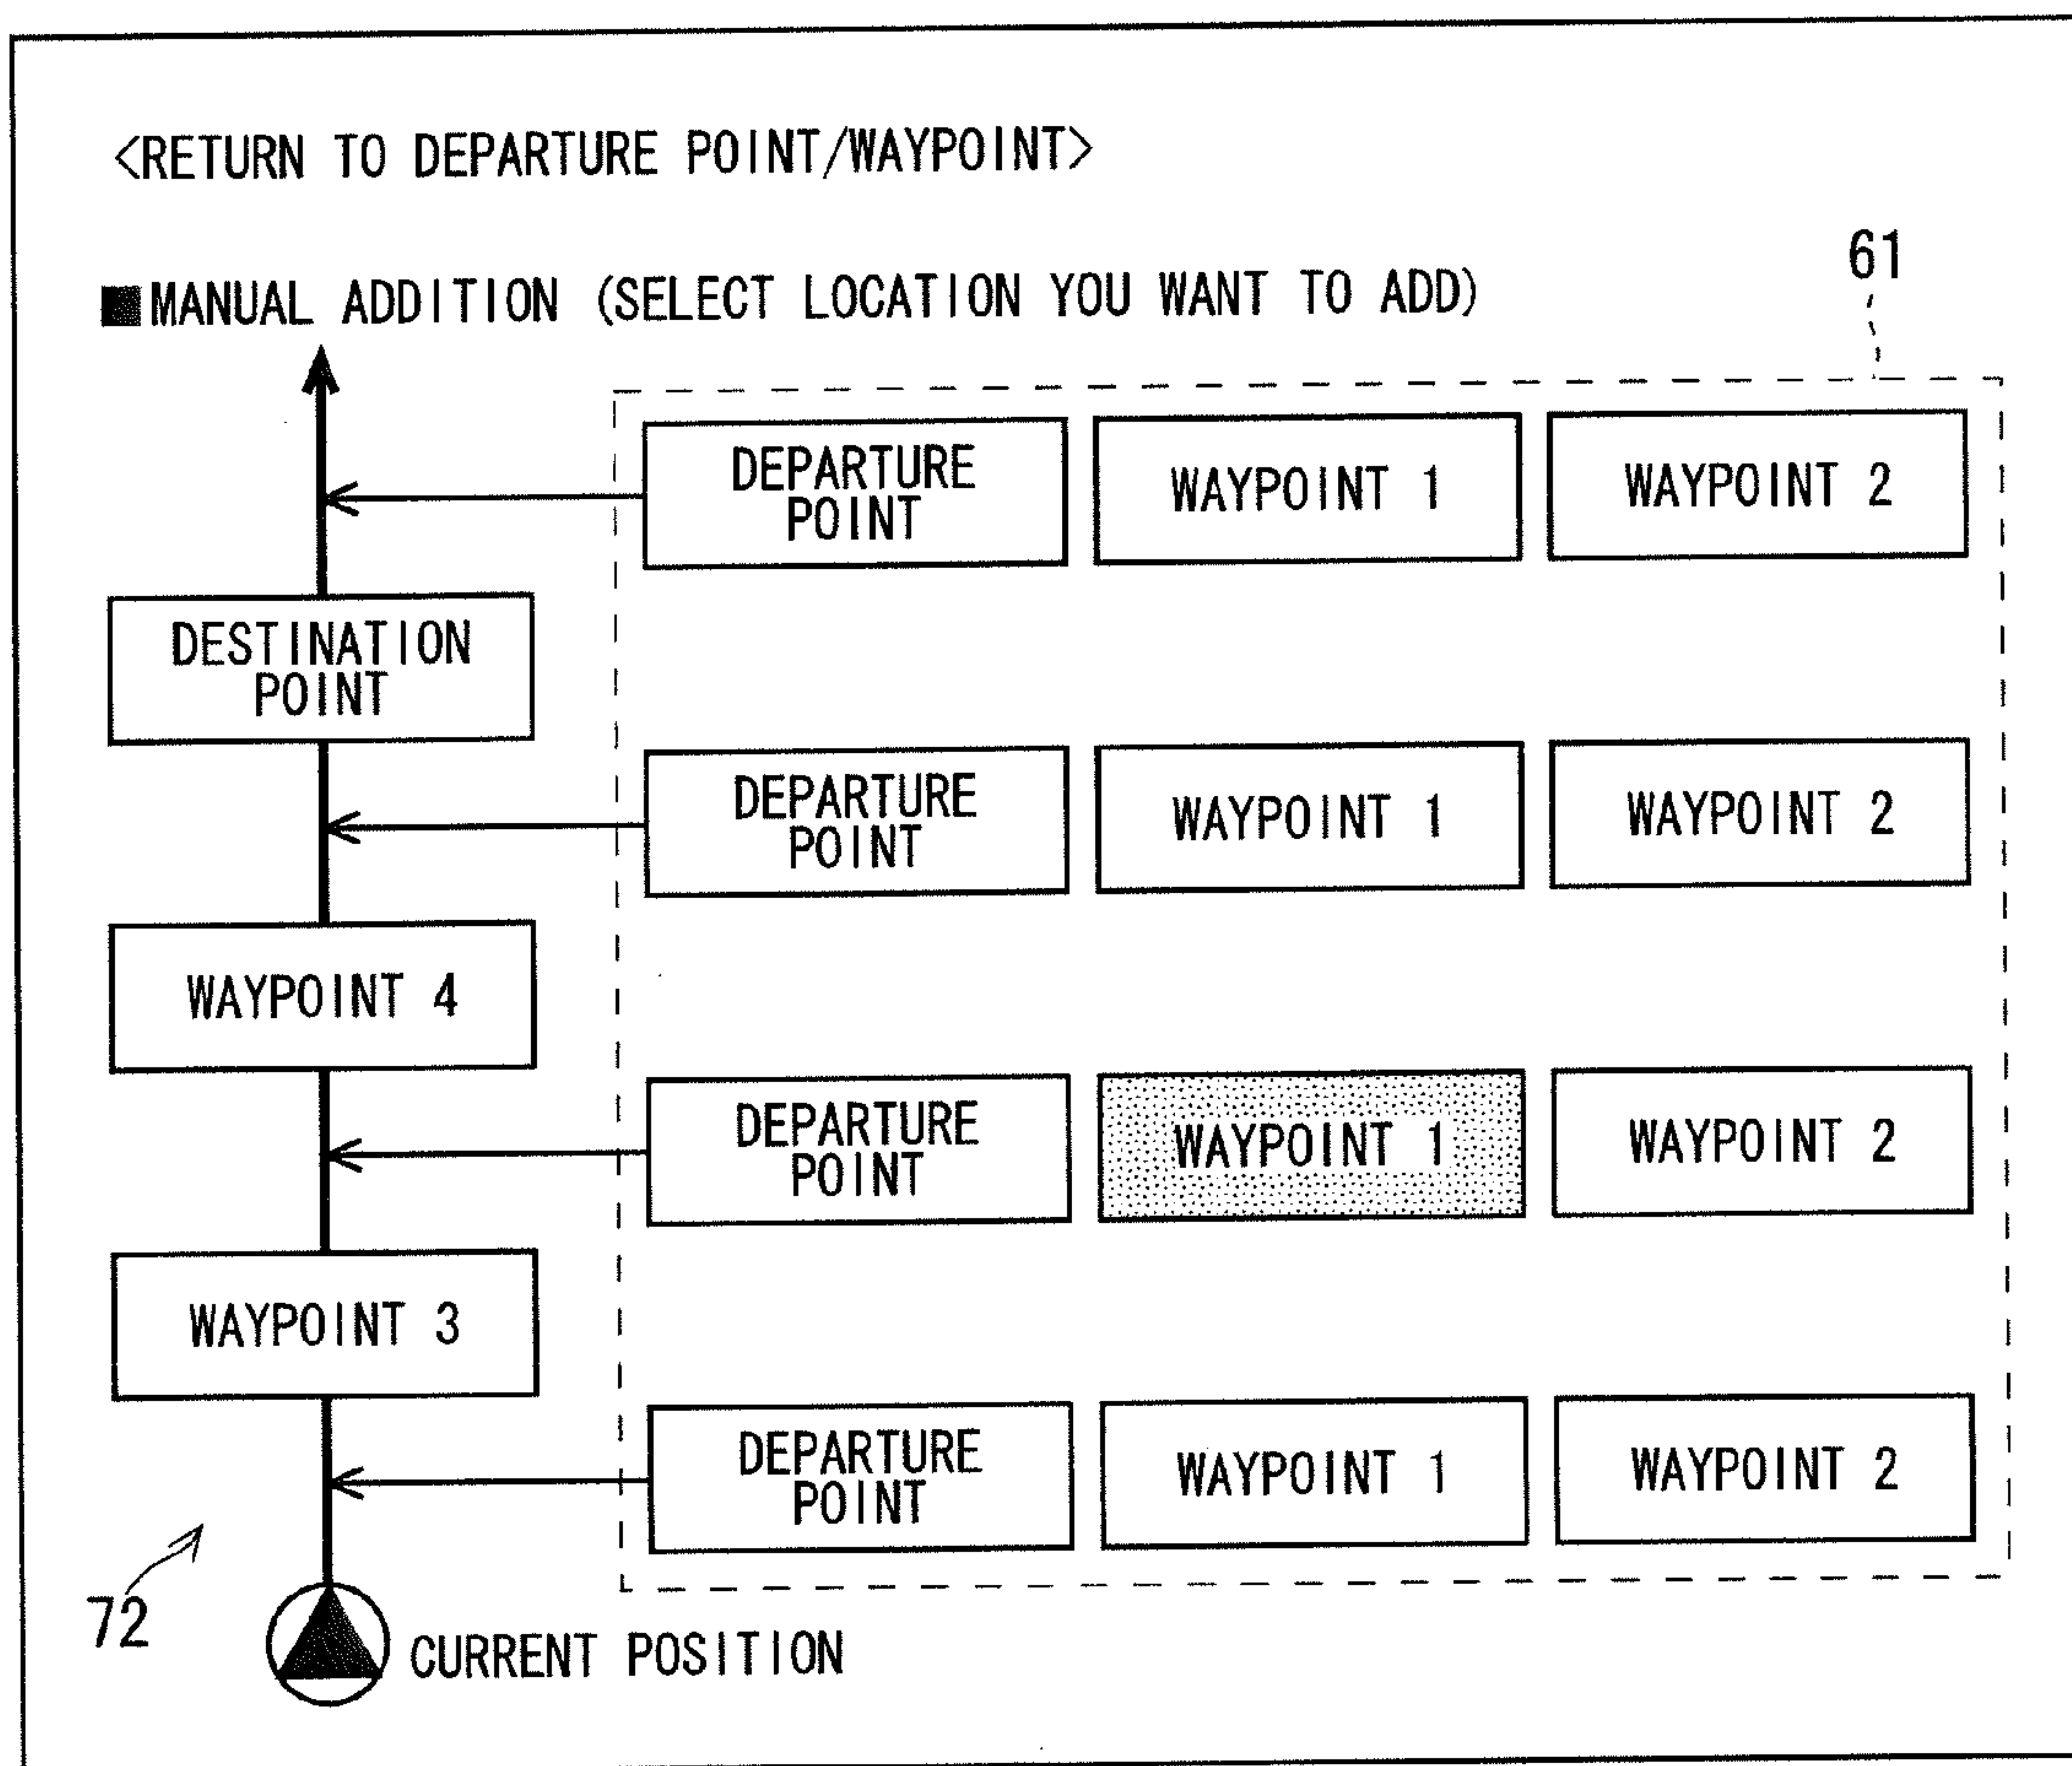 <RETURN TO DEPARTURE POINT/WAYPOINT>
61
■MANUAL ADDITION (SELECT LOCATION YOU WANT TO ADD)
DEPARTURE
POINT
WAYPOINT 1
WAYPOINT 2
DESTINATION
POINT
DEPARTURE
POINT
WAYPOINT 1
WAYPOINT 2
WAYPOINT 4
DEPARTURE
POINT
WAYPOINT 1
WAYPOINT 2
WAYPOINT 3
DEPARTURE
POINT
WAYPOINT 1
WAYPOINT 2
72
CURRENT POSITION